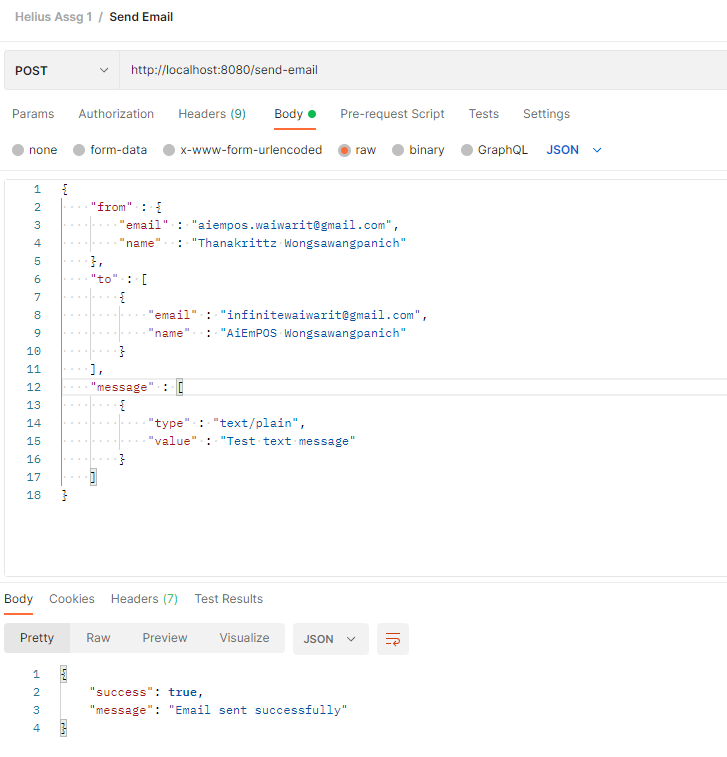 Helius Assg 1 / Send Email
POST http://localhost:8080/send-email
Params Authorization Headers (9) Body Pre-request Script Tests Settings
none form-data x-www-form-urlencoded raw binary GraphQL JSON
1 {
2 "from" : {
3 "email" : "aiempos.waiwarit@gmail.com",
4 "name" : "Thanakrittz Wongsawangpanich"
5 },
6 "to" : [
7 {
8 "email" : "infinitewaiwarit@gmail.com",
9 "name" : "AiEmPOS Wongsawangpanich"
10 }
11 ],
12 "message" : [
13 {
14 "type" : "text/plain",
15 "value" : "Test text message"
16 }
17 ]
18 }
Body Cookies Headers (7) Test Results
Pretty Raw Preview Visualize JSON
1 {
2 "success": true,
3 "message": "Email sent successfully"
4 }